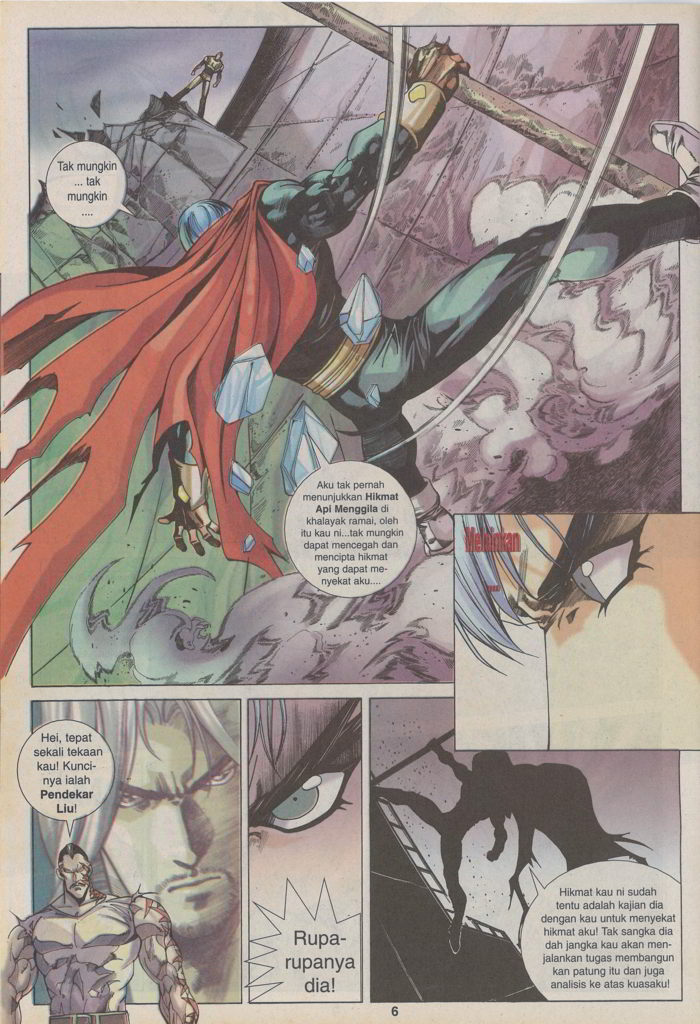 Tak mungkin
... tak
mungkin
....
Aku tak pernah
menunjukkan Hikmat
Api Menggila di
khalayak ramai, oleh
itu kau ni...tak mungkin
dapat mencegah dan
mencipta hikmat
yang dapat me-
nyekat aku....
Melainkan
....
Hei, tepat
sekali tekaan
kau! Kunci-
nya ialah
Pendekar
Liu!
Rupa-
rupanya
dia!
Hikmat kau ni sudah
tentu adalah kajian dia
dengan kau untuk menyekat
hikmat aku! Tak sangka dia
dah jangka kau akan men-
jalankan tugas membangun
kan patung itu dan juga
analisis ke atas kuasaku!
6